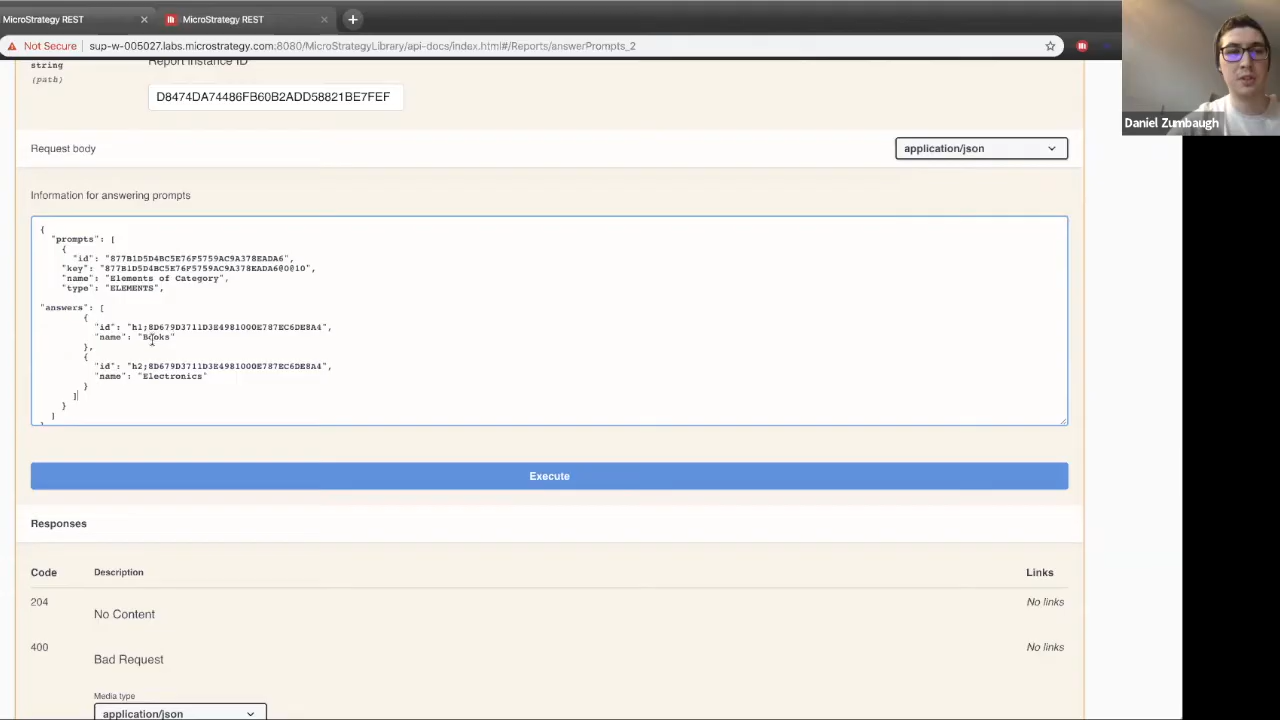 MicroStrategy REST
MicroStrategy REST
Not Secure
sup-w-005027.labs.microstrategy.com:8080/MicroStrategyLibrary/api-docs/index.html#/Reports/answerPrompts_2
Daniel Zumbaugh
string
Report Instance ID
(path)
D8474DA74486FB60B2ADD58821BE7FEF
Request body
application/json
Information for answering prompts
{
"prompts": [
{
"id": "877B1D5D4BC5E76F5759AC9A378EADA6",
"key": "877B1D5D4BC5E76F5759AC9A378EADA6@0@10",
"name": "Elements of Category",
"type": "ELEMENTS",
"answers": [
{
"id": "h1;8D679D3711D3E4981000E787EC6DE8A4",
"name": "Books"
},
{
"id": "h2;8D679D3711D3E4981000E787EC6DE8A4",
"name": "Electronics"
}
]
}
]
Execute
Responses
Code
Description
Links
204
No Content
No links
400
Bad Request
No links
Media type
application/json